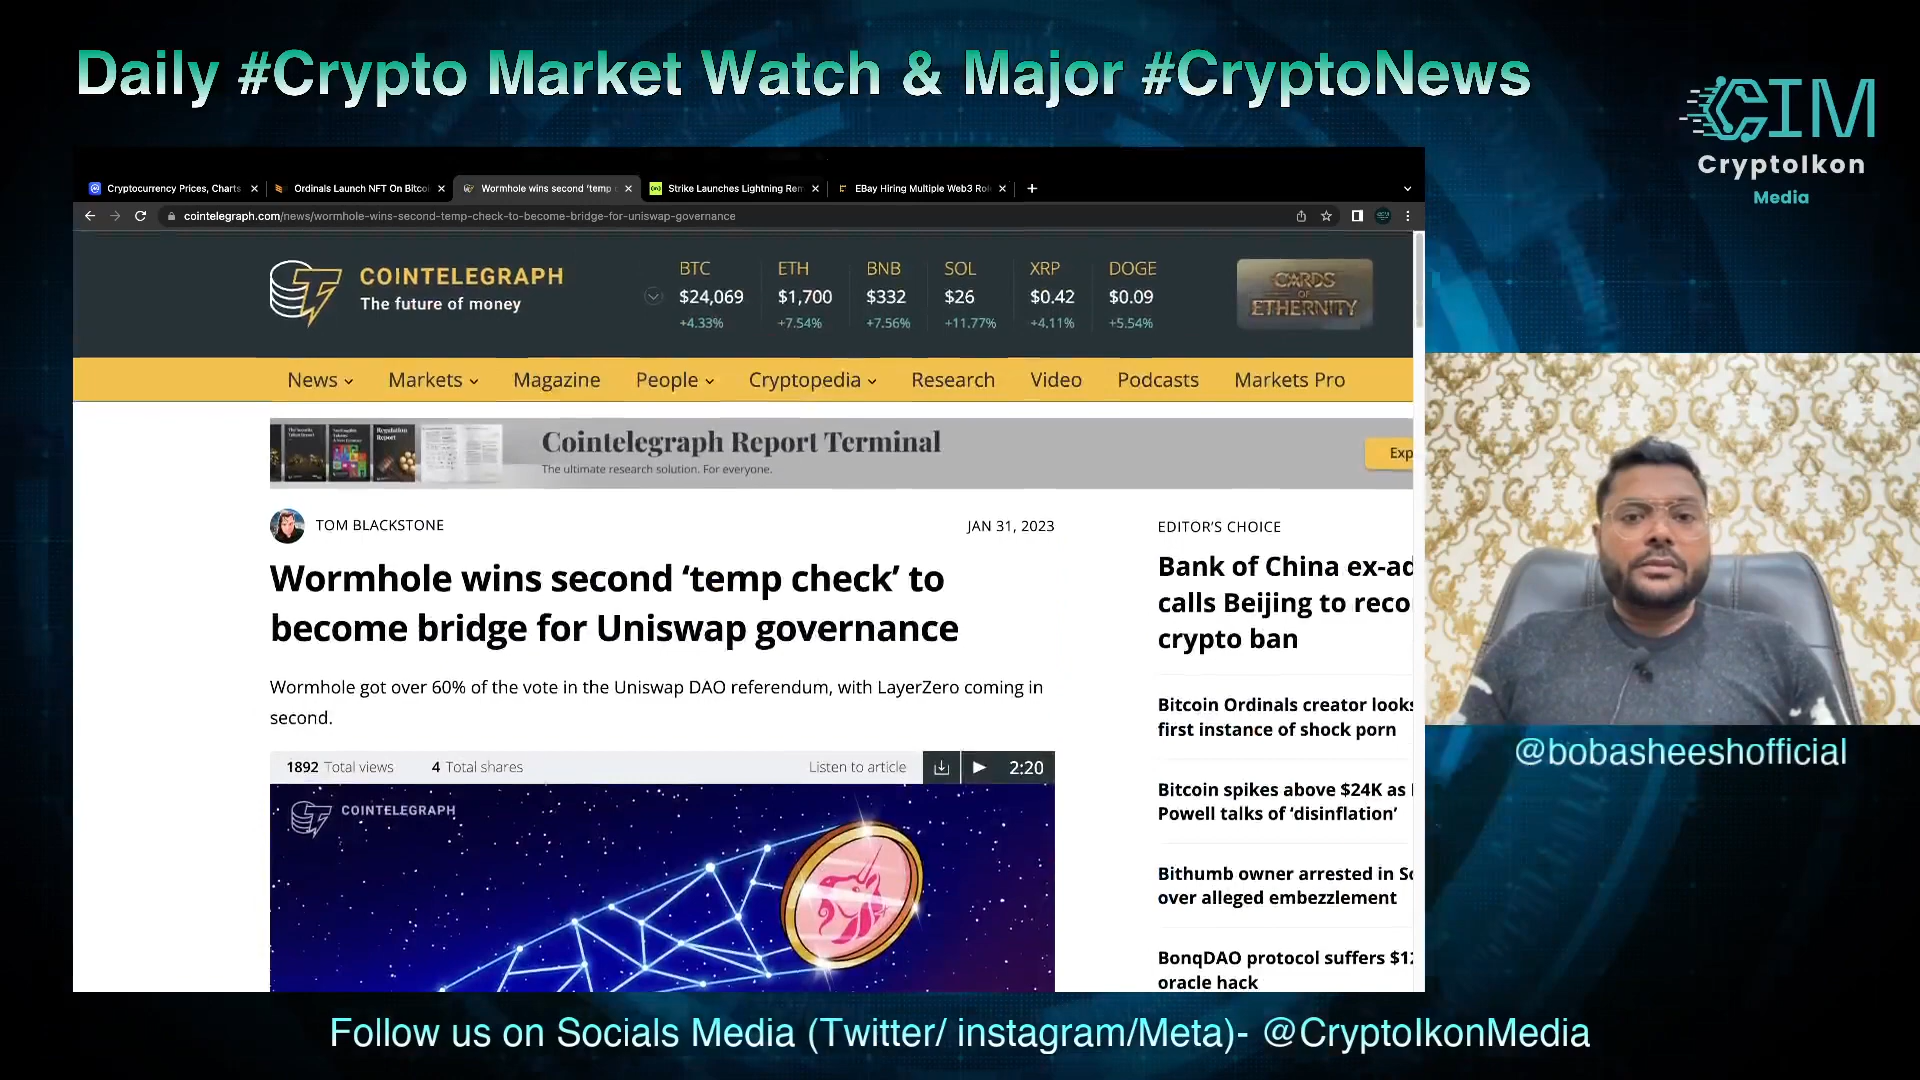 Daily #Crypto Market Watch & Major #CryptoNews
CIM
CryptoIkon
Media
Cryptocurrency Prices, Charts
Ordinals Launch NFT On Bitco
Wormhole wins second 'temp c
Strike Launches Lightning Rem
EBay Hiring Multiple Web3 Ro
cointelegraph.com/news/wormhole-wins-second-temp-check-to-become-bridge-for-uniswap-governance
COINTELEGRAPH
The future of money
BTC ETH BNB SOL XRP DOGE
$24,069 $1,700 $332 $26 $0.42 $0.09
+4.33% +7.54% +7.56% +11.77% +4.11% +5.54%
CARDS
OF
ETHERNITY
News Markets Magazine People Cryptopedia Research Video Podcasts Markets Pro
Regulation
Report
Cointelegraph Report Terminal
The ultimate research solution. For everyone.
Exp
TOM BLACKSTONE
JAN 31, 2023
Wormhole wins second ‘temp check’ to
become bridge for Uniswap governance
Wormhole got over 60% of the vote in the Uniswap DAO referendum, with LayerZero coming in
second.
1892 Total views 4 Total shares
Listen to article
2:20
COINTELEGRAPH
EDITOR’S CHOICE
Bank of China ex-ad
calls Beijing to reco
crypto ban
Bitcoin Ordinals creator looks
first instance of shock porn
Bitcoin spikes above $24K as
Powell talks of ‘disinflation’
Bithumb owner arrested in So
over alleged embezzlement
BonqDAO protocol suffers $12
oracle hack
@bobasheeshofficial
Follow us on Socials Media (Twitter/ instagram/Meta)- @CryptoIkonMedia